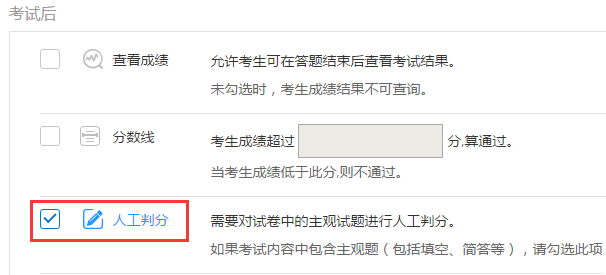 考试后
查看成绩 允许考生可在答题结束后查看考试结果。
未勾选时，考生成绩结果不可查询。
分数线 考生成绩超过 分,算通过。
当考生成绩低于此分,则不通过。
人工判分 需要对试卷中的主观试题进行人工判分。
如果考试内容中包含主观题（包括填空、简答等），请勾选此项